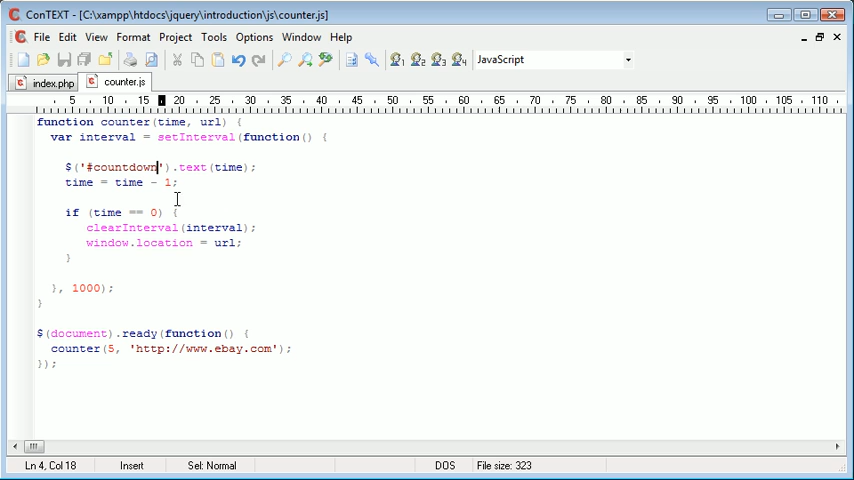 ConTEXT - [C:\xampp\htdocs\jquery\introduction\js\counter.js]
File Edit View Format Project Tools Options Window Help
1 2 3 4 JavaScript
index.php counter.js
5 10 15 20 25 30 35 40 45 50 55 60 65 70 75 80 85 90 95 100 105 110
function counter(time, url) {
var interval = setInterval(function() {
$('#countdown').text(time);
time = time - 1;
if (time == 0) {
clearInterval(interval);
window.location = url;
}
}, 1000);
}
$(document).ready(function() {
counter(5, 'http://www.ebay.com');
});
Ln 4, Col 18 Insert Sel: Normal DOS File size: 323